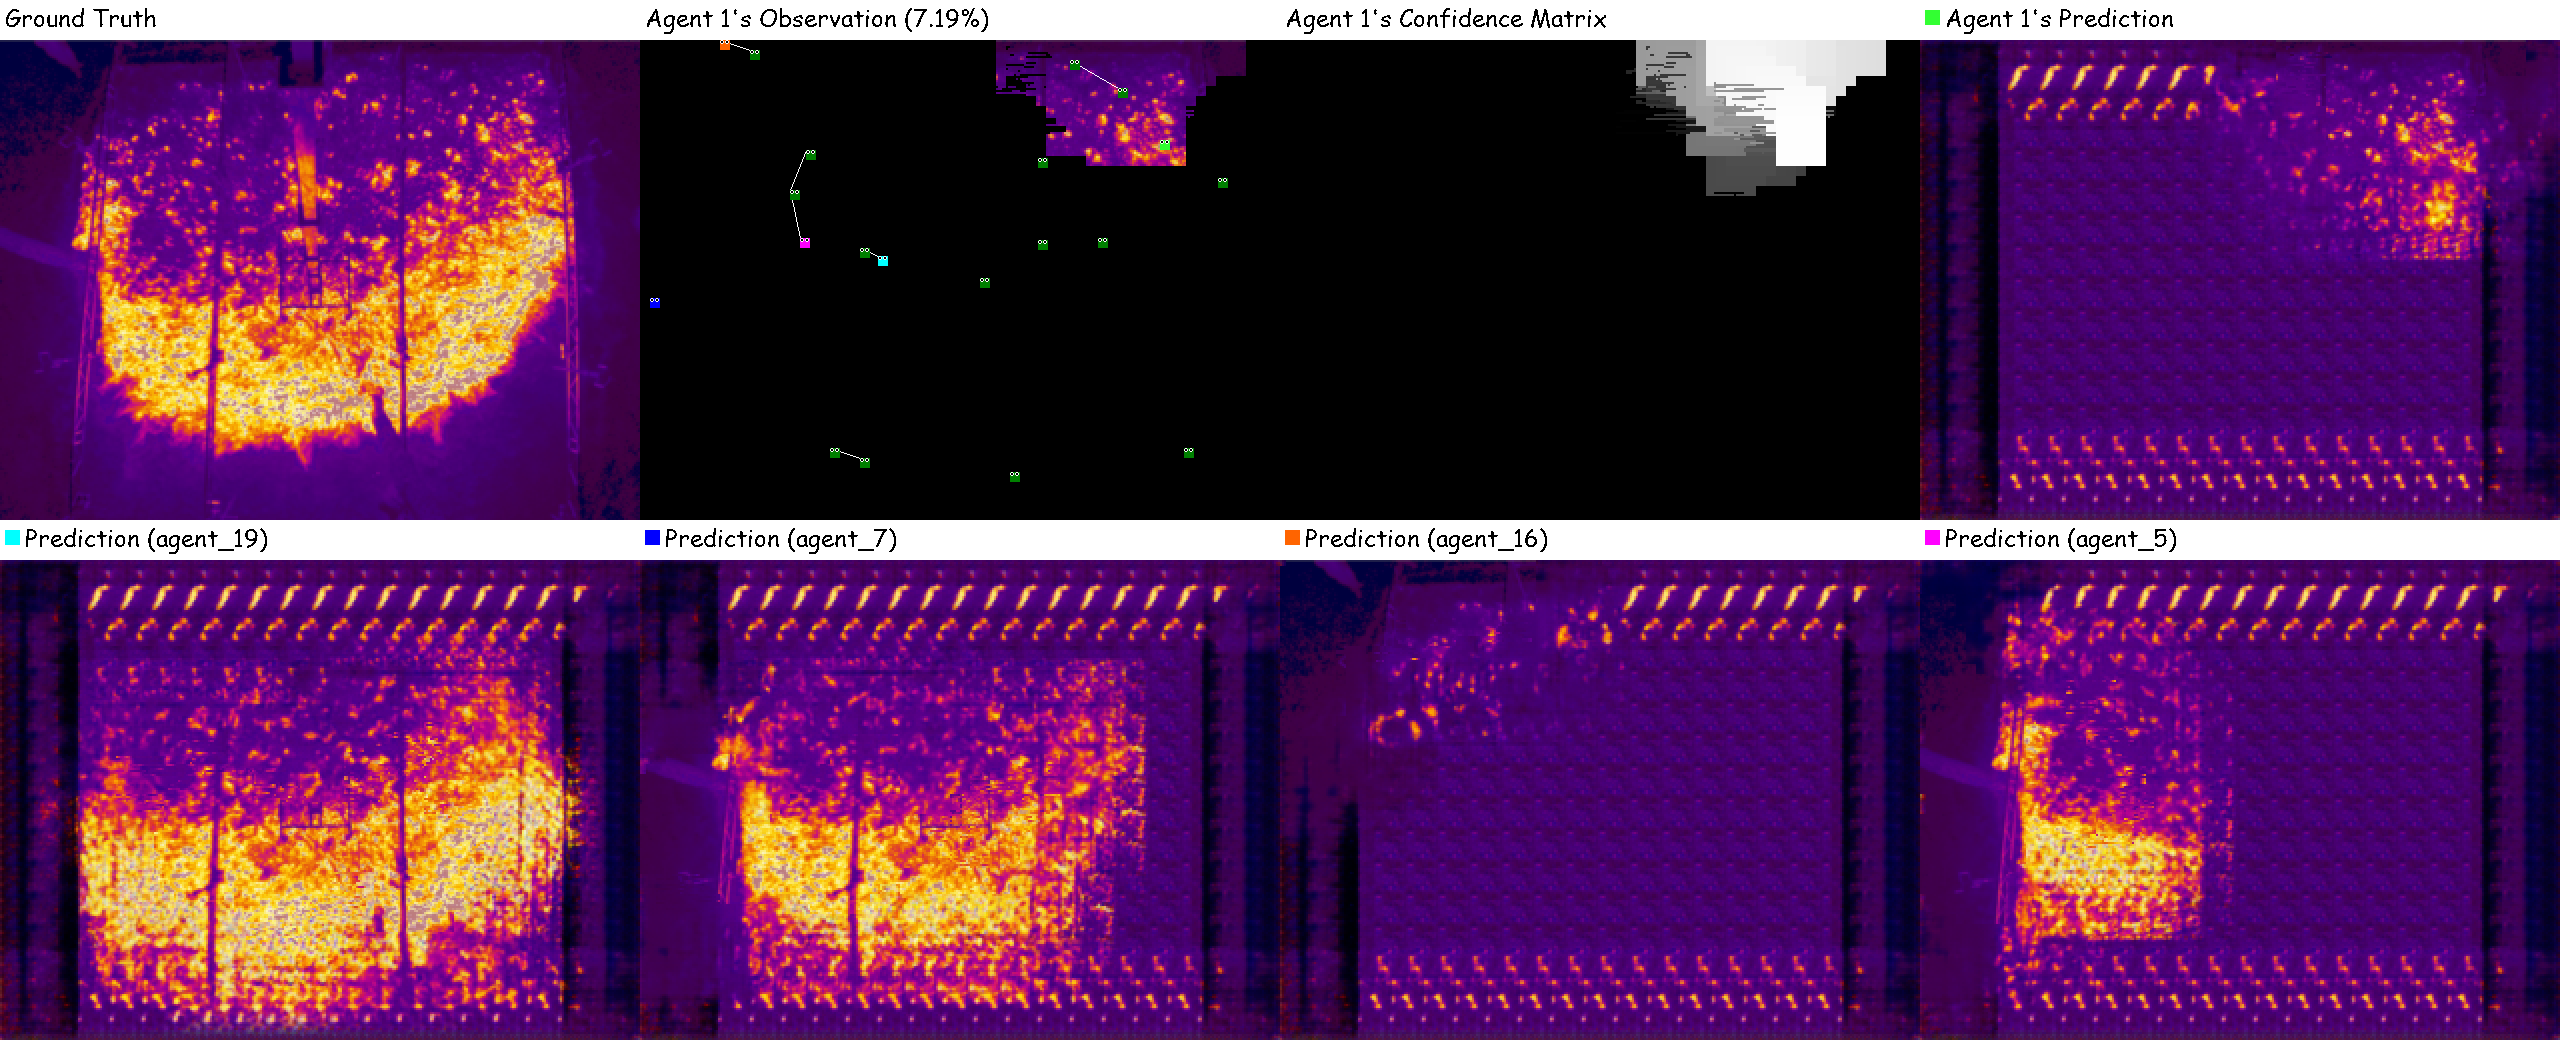 Ground Truth
Agent 1's Observation (7.19%)
Agent 1's Confidence Matrix
Agent 1's Prediction
Prediction (agent_19)
Prediction (agent_7)
Prediction (agent_16)
Prediction (agent_5)